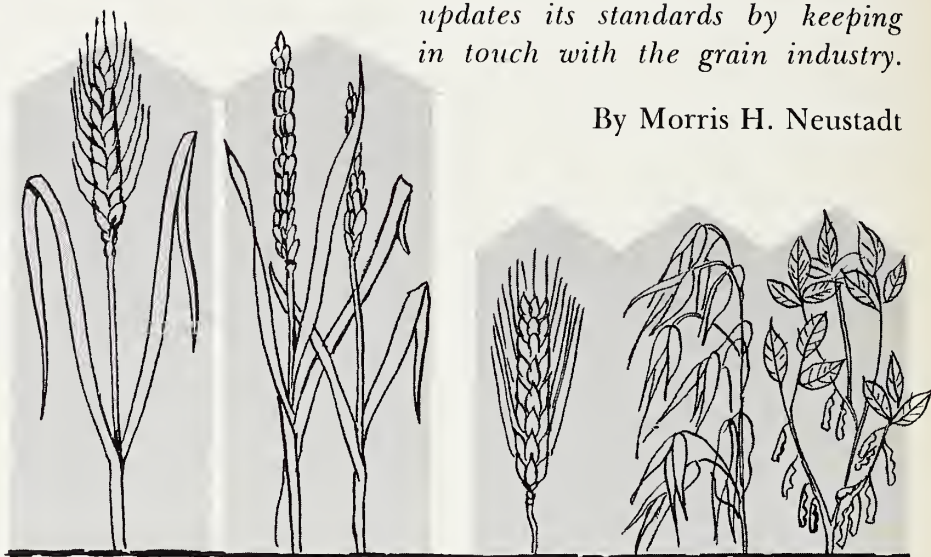 updates its standards by keeping
in touch with the grain industry.
By Morris H. Neustadt